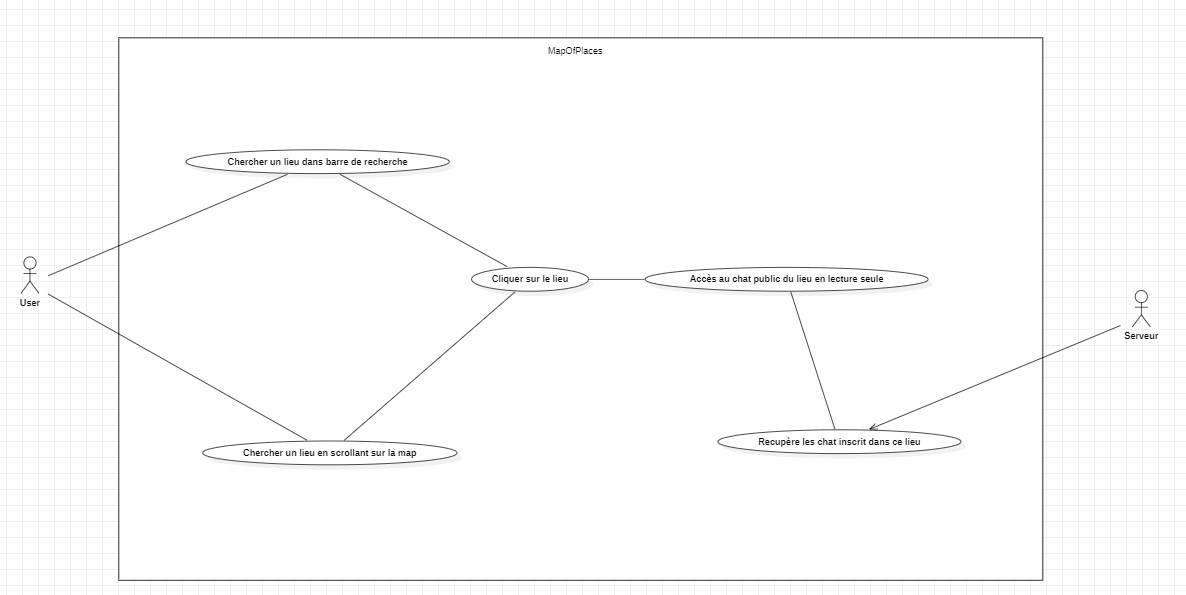 MapOfPlaces
Chercher un lieu dans barre de recherche
User
Cliquer sur le lieu
Accès au chat public du lieu en lecture seule
Serveur
Chercher un lieu en scrollant sur la map
Recupère les chat inscrit dans ce lieu